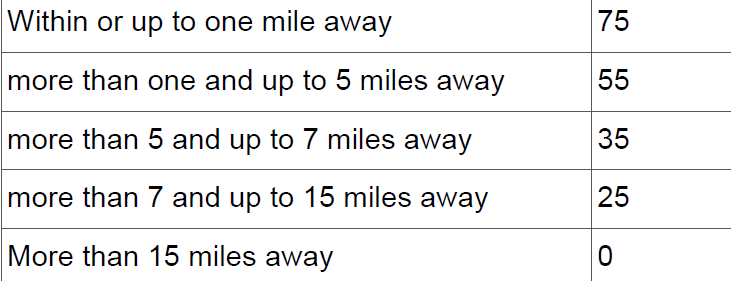 Within or up to one mile away 75
more than one and up to 5 miles away 55
more than 5 and up to 7 miles away 35
more than 7 and up to 15 miles away 25
More than 15 miles away 0